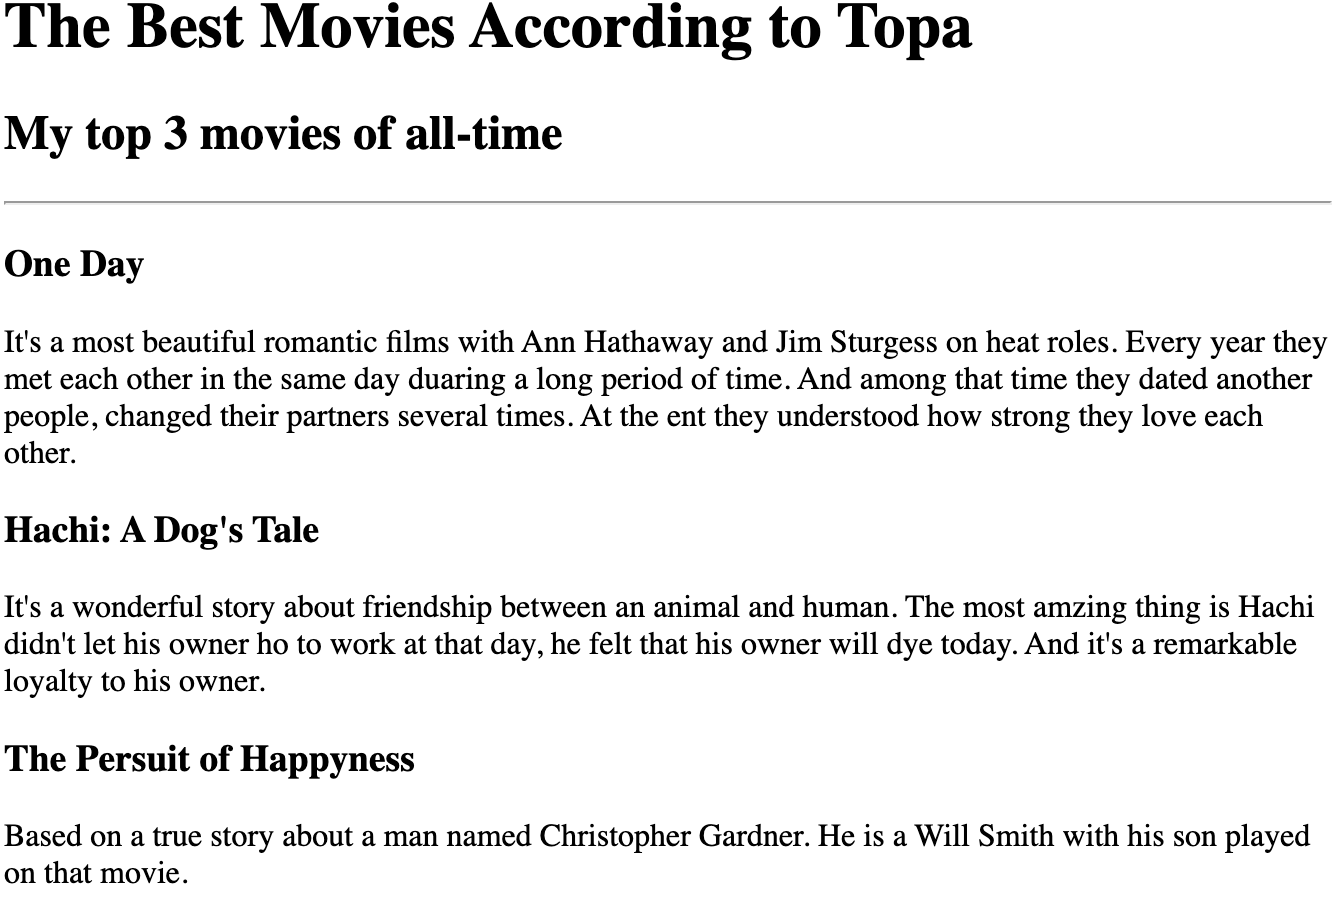 The Best Movies According to Topa
My top 3 movies of all-time
One Day
It's a most beautiful romantic films with Ann Hathaway and Jim Sturgess on heat roles. Every year they
met each other in the same day duaring a long period of time. And among that time they dated another
people, changed their partners several times. At the ent they understood how strong they love each
other.
Hachi: A Dog's Tale
It's a wonderful story about friendship between an animal and human. The most amzing thing is Hachi
didn't let his owner ho to work at that day, he felt that his owner will dye today. And it's a remarkable
loyalty to his owner.
The Persuit of Happyness
Based on a true story about a man named Christopher Gardner. He is a Will Smith with his son played
on that movie.